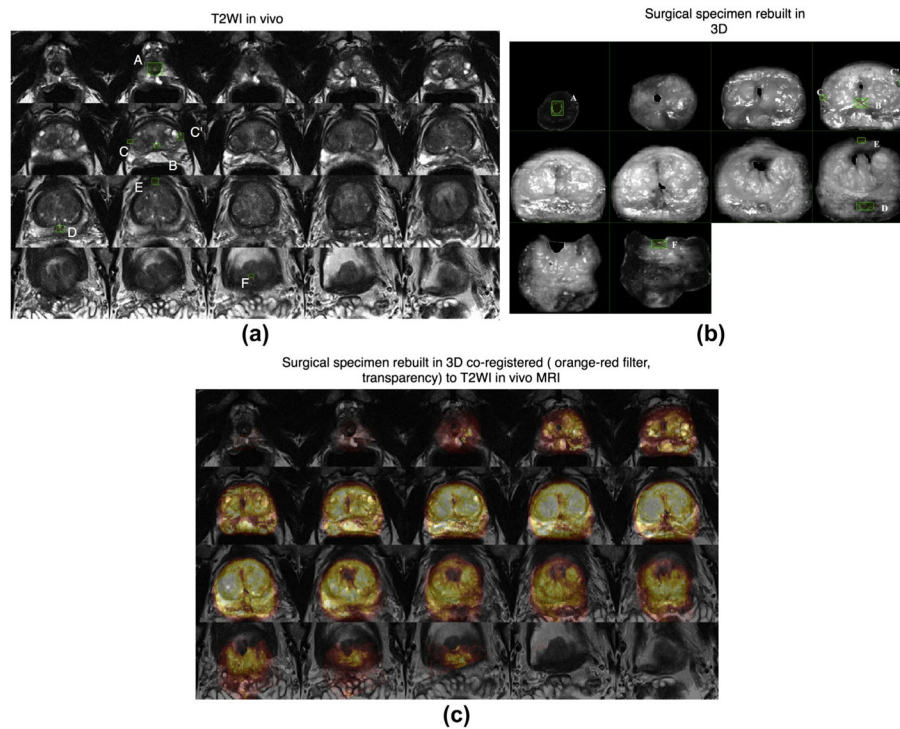 T2WI in vivo
A
C'
C
B
E
D
F
(a)
Surgical specimen rebuilt in
3D
A
C'
C
B
E
D
F
(b)
Surgical specimen rebuilt in 3D co-registered ( orange-red filter,
transparency) to T2WI in vivo MRI
(c)